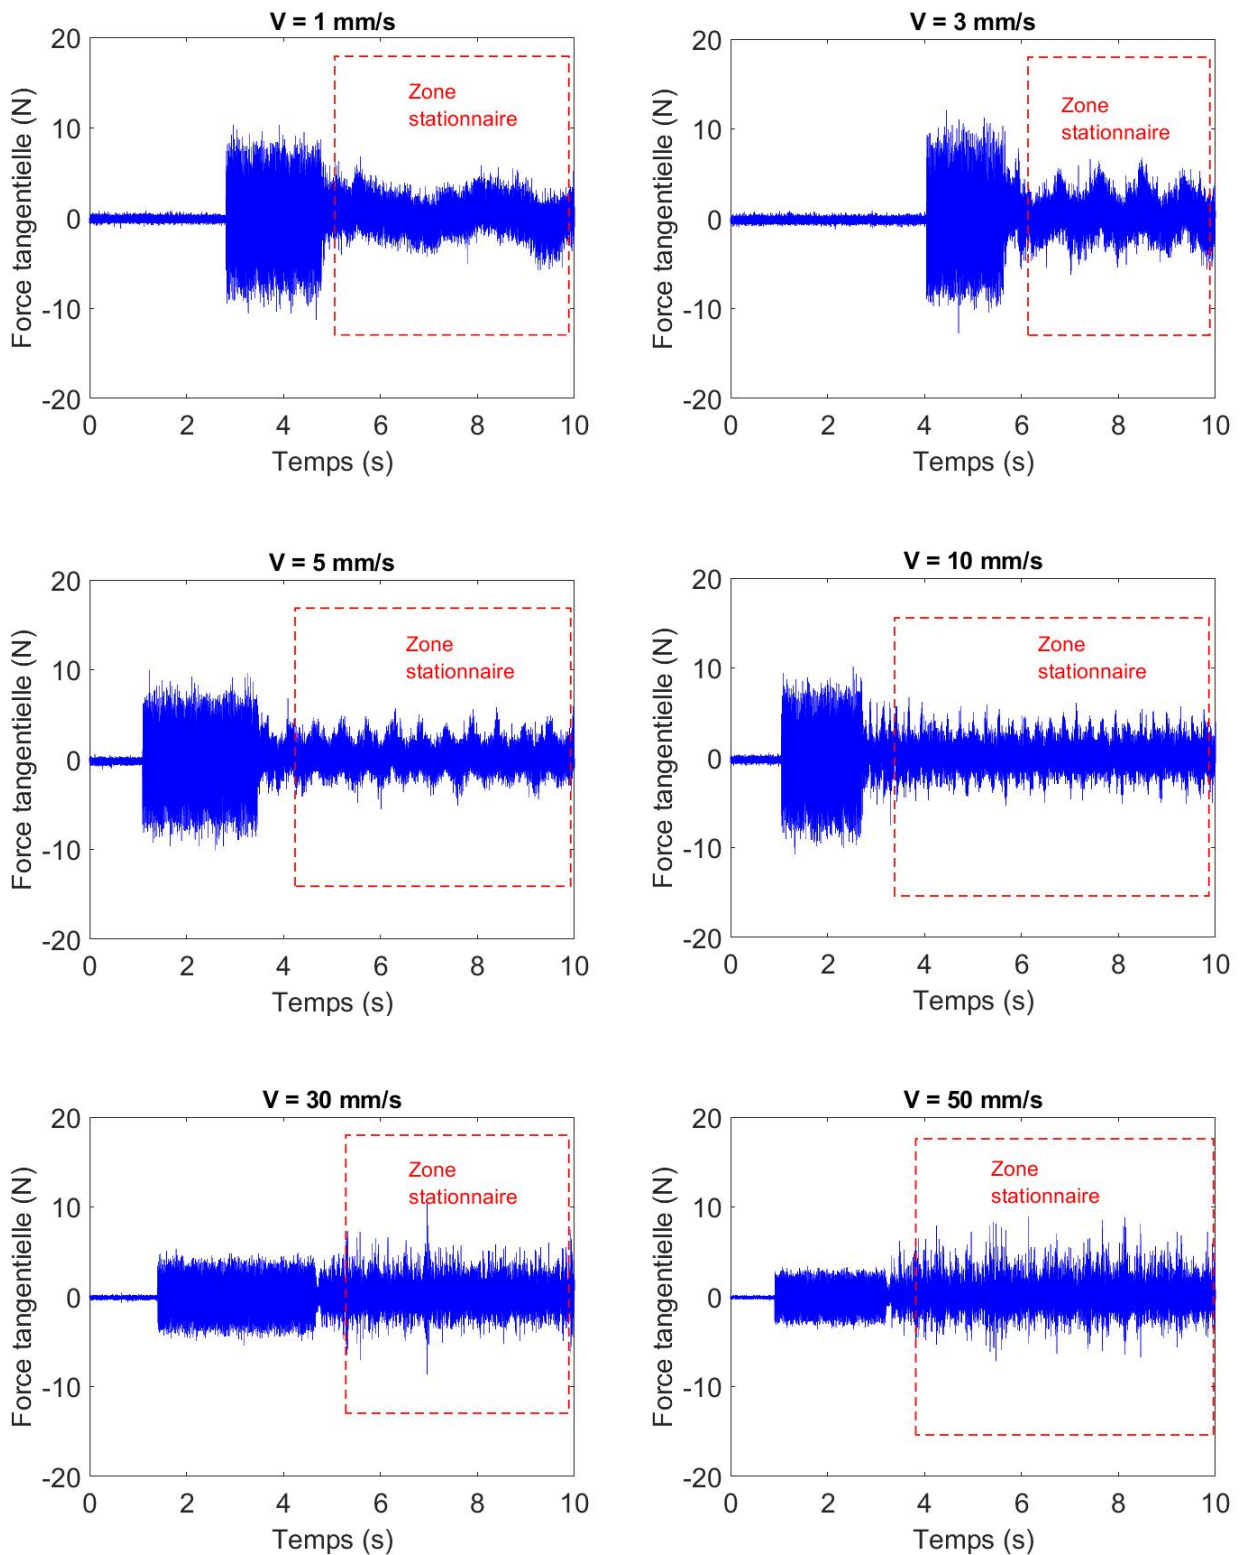 V = 1 mm/s
20
10
0
-10
-20
Force tangentielle (N)
Zone
stationnaire
0 2 4 6 8 10
Temps (s)
V = 3 mm/s
20
10
0
-10
-20
Force tangentielle (N)
Zone
stationnaire
0 2 4 6 8 10
Temps (s)
V = 5 mm/s
20
10
0
-10
-20
Force tangentielle (N)
Zone
stationnaire
0 2 4 6 8 10
Temps (s)
V = 10 mm/s
20
10
0
-10
-20
Force tangentielle (N)
Zone
stationnaire
0 2 4 6 8 10
Temps (s)
V = 30 mm/s
20
10
0
-10
-20
Force tangentielle (N)
Zone
stationnaire
0 2 4 6 8 10
Temps (s)
V = 50 mm/s
20
10
0
-10
-20
Force tangentielle (N)
Zone
stationnaire
0 2 4 6 8 10
Temps (s)